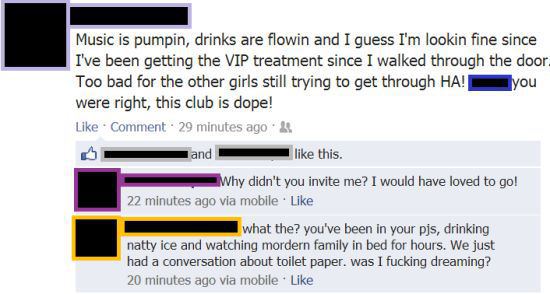 Music is pumpin, drinks are flowin and I guess I'm lookin fine since
I've been getting the VIP treatment since I walked through the door.
Too bad for the other girls still trying to get through HA! you
were right, this club is dope!
Like · Comment · 29 minutes ago ·
and like this.
Why didn't you invite me? I would have loved to go!
22 minutes ago via mobile · Like
what the? you've been in your pjs, drinking
natty ice and watching mordern family in bed for hours. We just
had a conversation about toilet paper. was I fucking dreaming?
20 minutes ago via mobile · Like